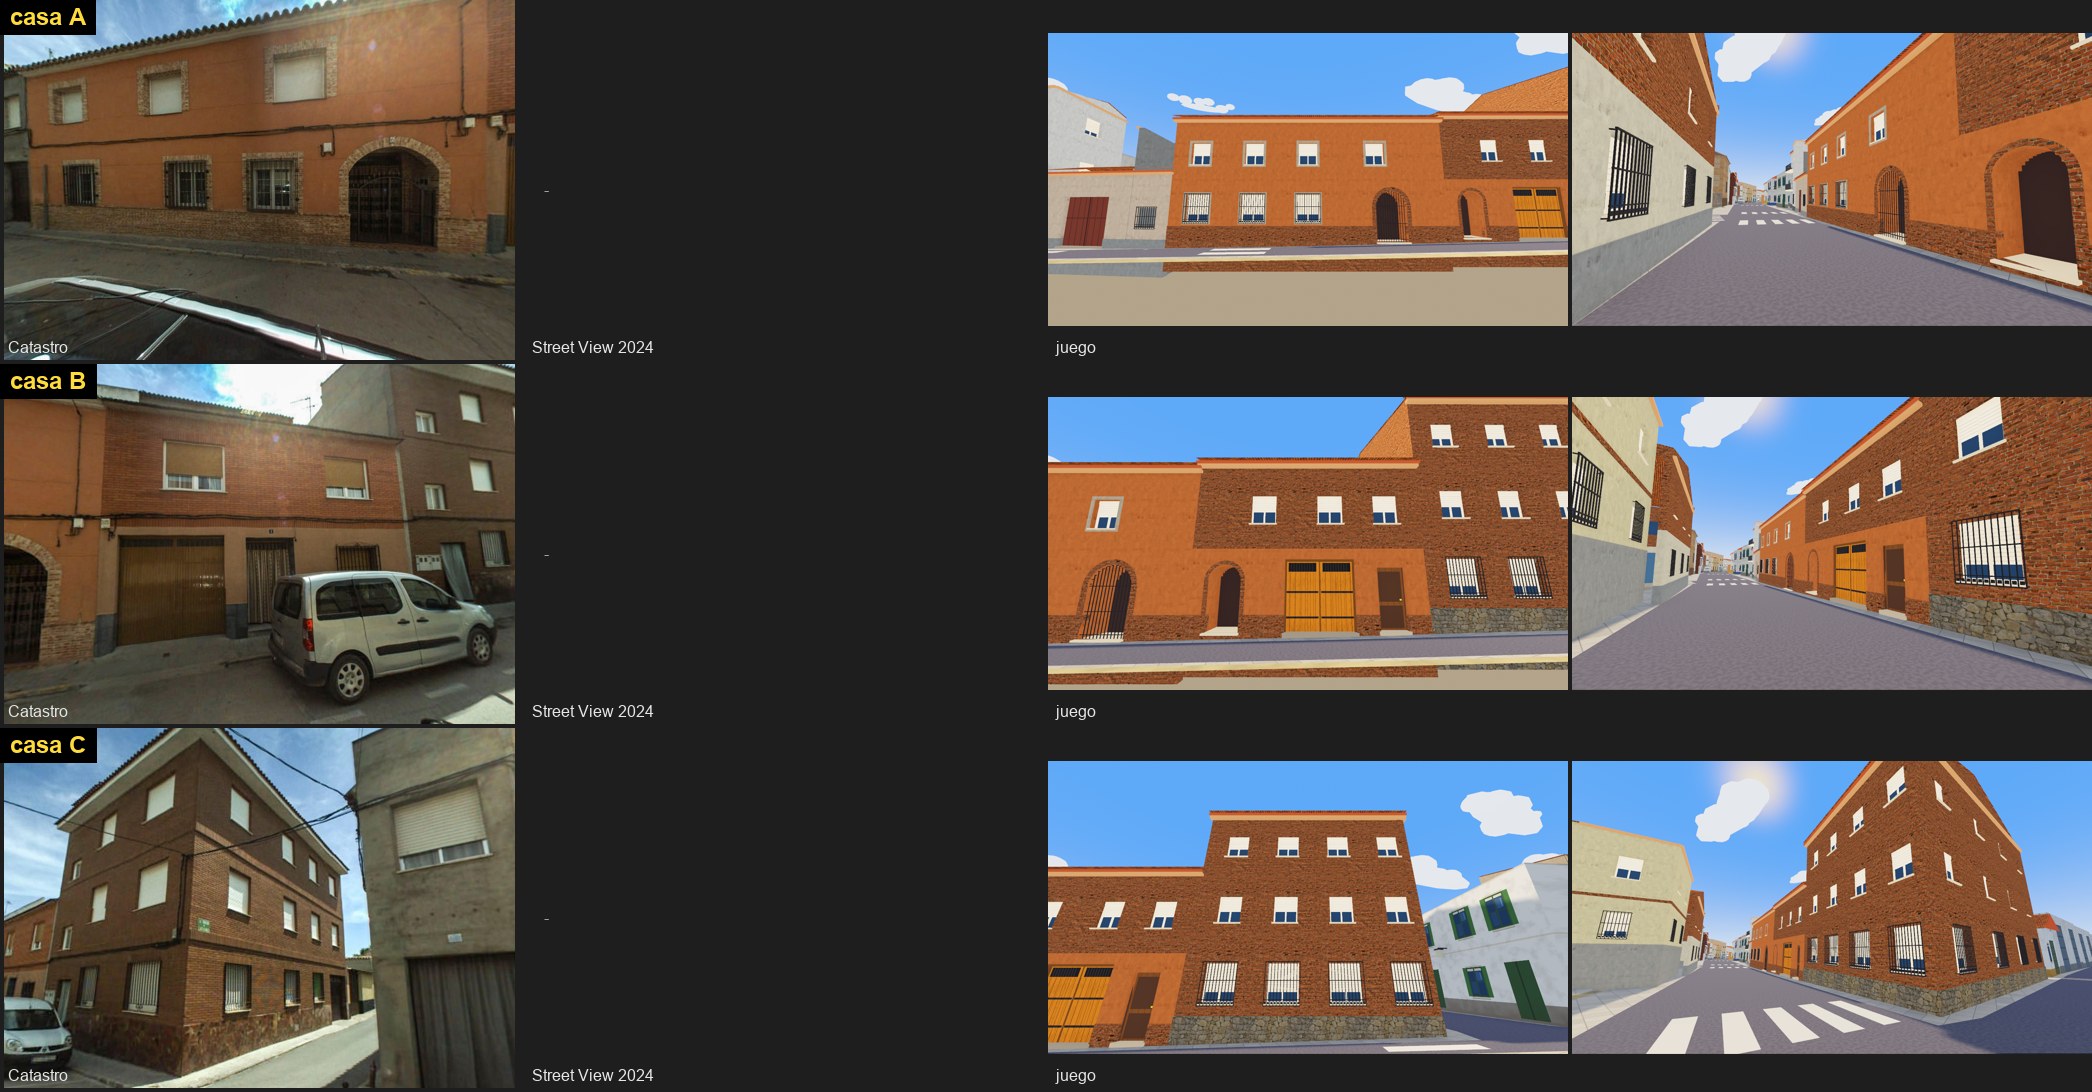 casa A
-
Catastro
Street View 2024
juego
casa B
-
Catastro
Street View 2024
juego
casa C
-
Catastro
Street View 2024
juego